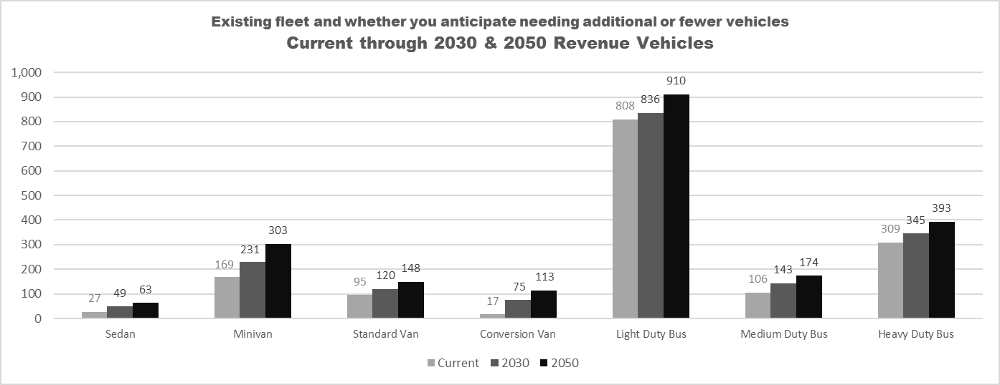 Existing fleet and whether you anticipate needing additional or fewer vehicles
Current through 2030 & 2050 Revenue Vehicles
1,000
900
800
700
600
500
400
300
200
100
0
27 49 63
169 231 303
95 120 148
17 75 113
808 836 910
106 143 174
309 345 393
Sedan Minivan Standard Van Conversion Van Light Duty Bus Medium Duty Bus Heavy Duty Bus
Current 2030 2050